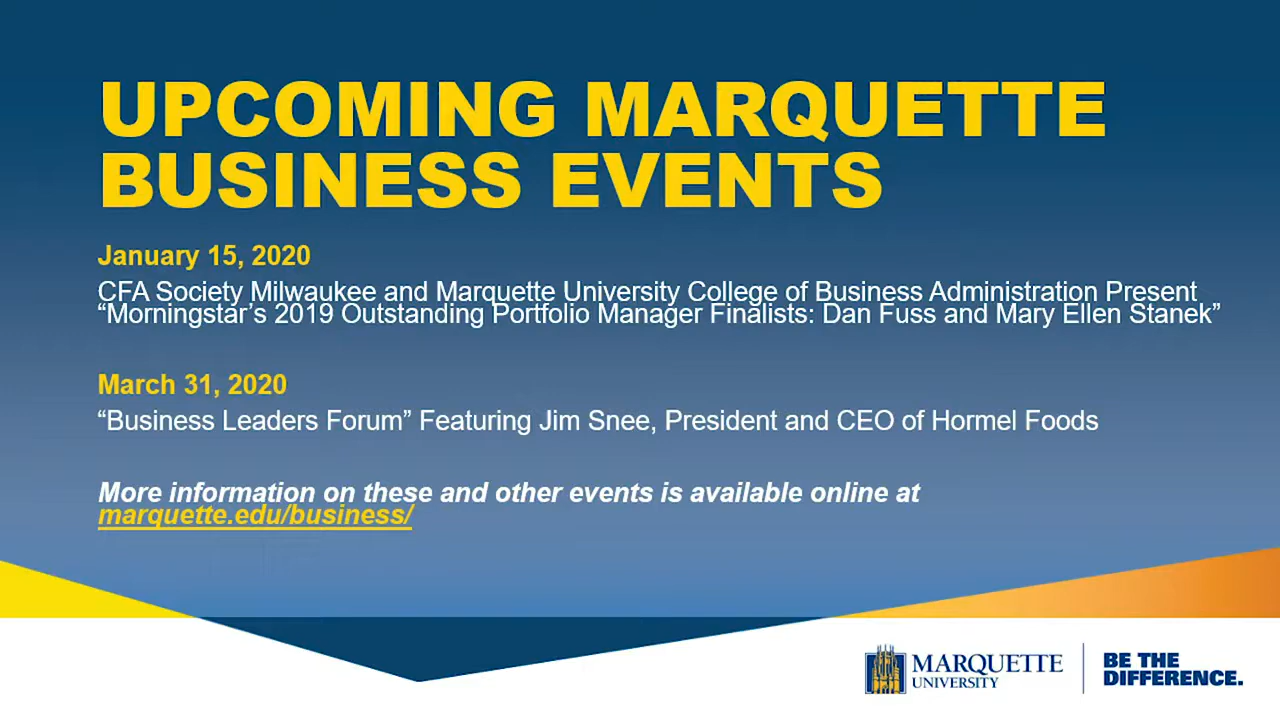 UPCOMING MARQUETTE
BUSINESS EVENTS
January 15, 2020
CFA Society Milwaukee and Marquette University College of Business Administration Present
“Morningstar’s 2019 Outstanding Portfolio Manager Finalists: Dan Fuss and Mary Ellen Stanek”
March 31, 2020
“Business Leaders Forum” Featuring Jim Snee, President and CEO of Hormel Foods
More information on these and other events is available online at
marquette.edu/business/
MARQUETTE
UNIVERSITY
BE THE
DIFFERENCE.